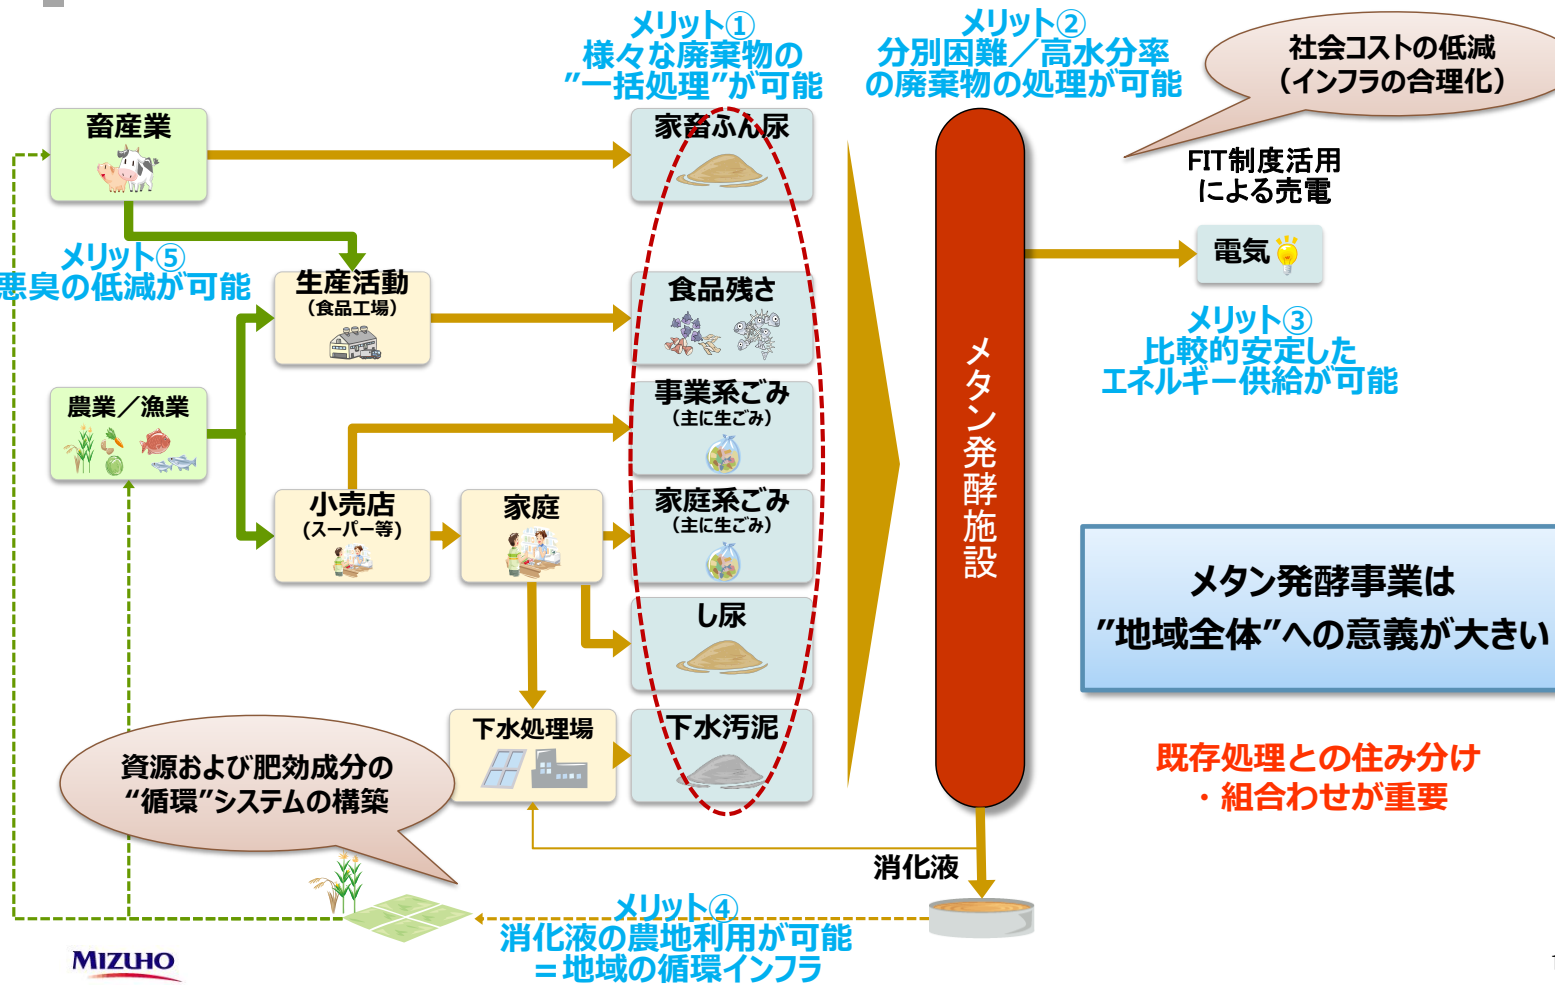 メリット①
様々な廃棄物の
”一括処理”が可能
メリット②
分別困難／高水分率
の廃棄物の処理が可能
社会コストの低減
（インフラの合理化）
畜産業
家畜ふん尿
FIT制度活用
による売電
電気
メリット⑤
悪臭の低減が可能
生産活動
（食品工場）
食品残さ
メリット③
比較的安定した
エネルギー供給が可能
農業／漁業
事業系ごみ
（主に生ごみ）
メタン発酵施設
小売店
(スーパー等)
家庭
家庭系ごみ
（主に生ごみ）
し尿
メタン発酵事業は
”地域全体”への意義が大きい
下水処理場
下水汚泥
既存処理との住み分け
・組合わせが重要
資源および肥効成分の
“循環”システムの構築
消化液
メリット④
消化液の農地利用が可能
＝地域の循環インフラ
MIZUHO